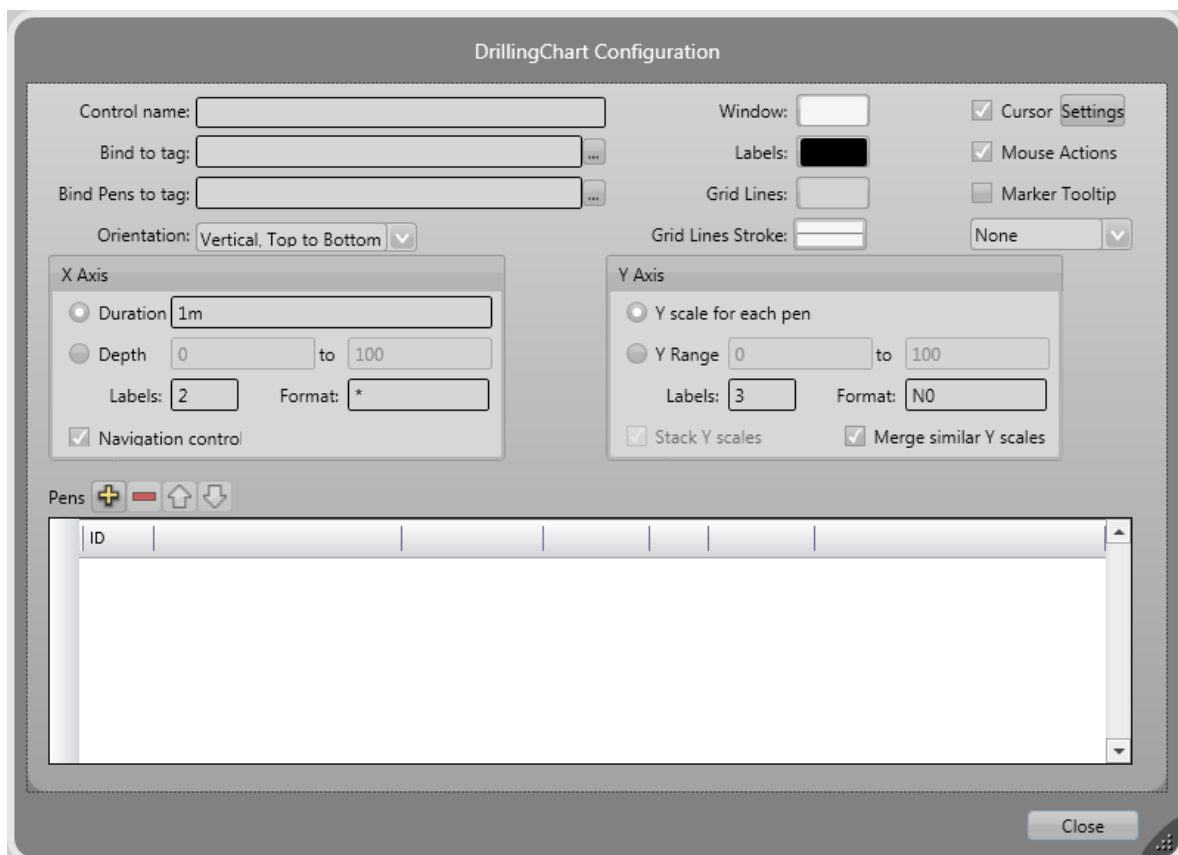 DrillingChart Configuration
Control name:
Window:
Cursor Settings
Bind to tag:
...
Labels:
Mouse Actions
Bind Pens to tag:
...
Grid Lines:
Marker Tooltip
Orientation: Vertical, Top to Bottom
Grid Lines Stroke:
None
X Axis
Duration 1m
Depth 0 to 100
Labels: 2 Format: *
Navigation control
Y Axis
Y scale for each pen
Y Range 0 to 100
Labels: 3 Format: N0
Stack Y scales Merge similar Y scales
Pens
ID
Close